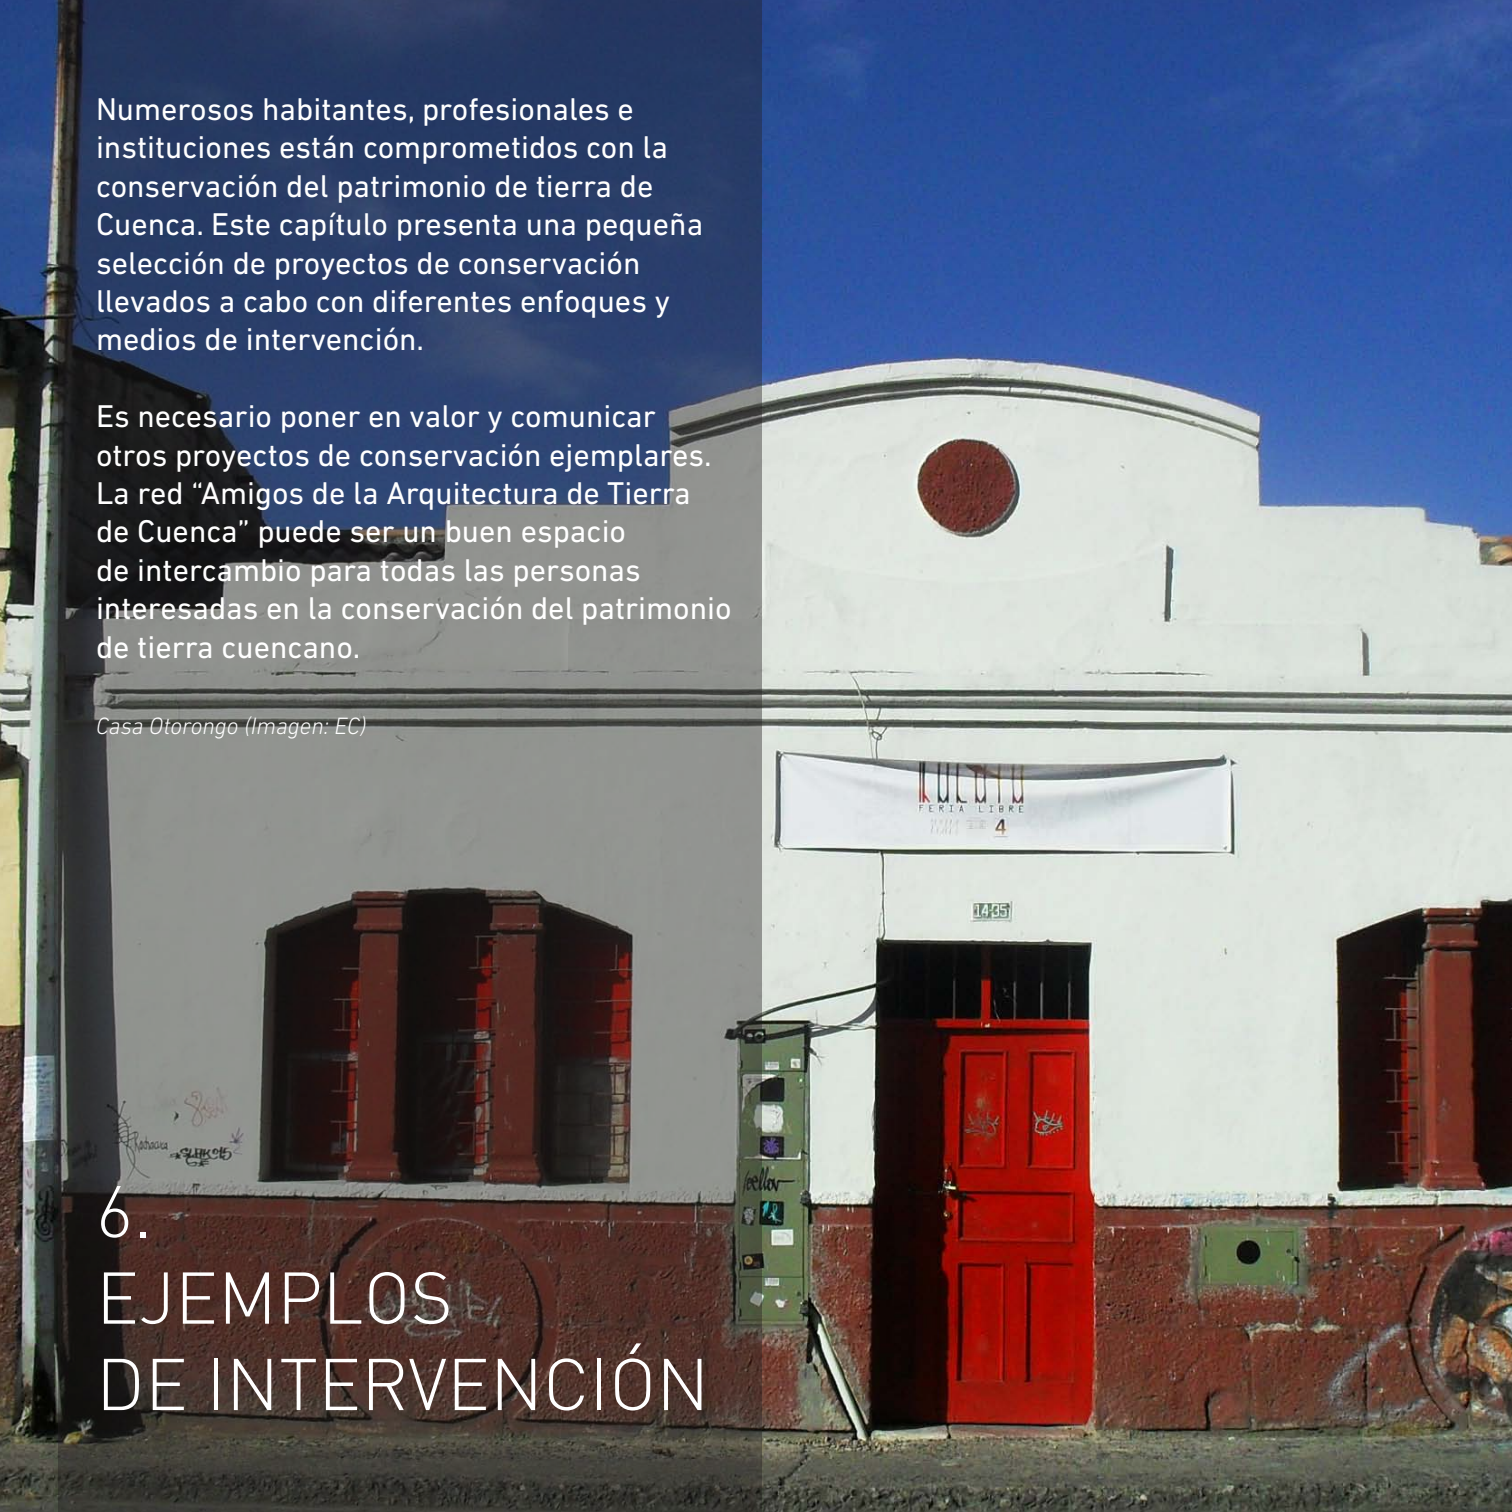 Numerosos habitantes, profesionales e
instituciones están comprometidos con la
conservación del patrimonio de tierra de
Cuenca. Este capítulo presenta una pequeña
selección de proyectos de conservación
llevados a cabo con diferentes enfoques y
medios de intervención.
Es necesario poner en valor y comunicar
otros proyectos de conservación ejemplares.
La red “Amigos de la Arquitectura de Tierra
de Cuenca” puede ser un buen espacio
de intercambio para todas las personas
interesadas en la conservación del patrimonio
de tierra cuencano.
Casa Otorongo (Imagen: EC)
FERIA LIBRE
4
14-35
6.
EJEMPLOS
DE INTERVENCIÓN